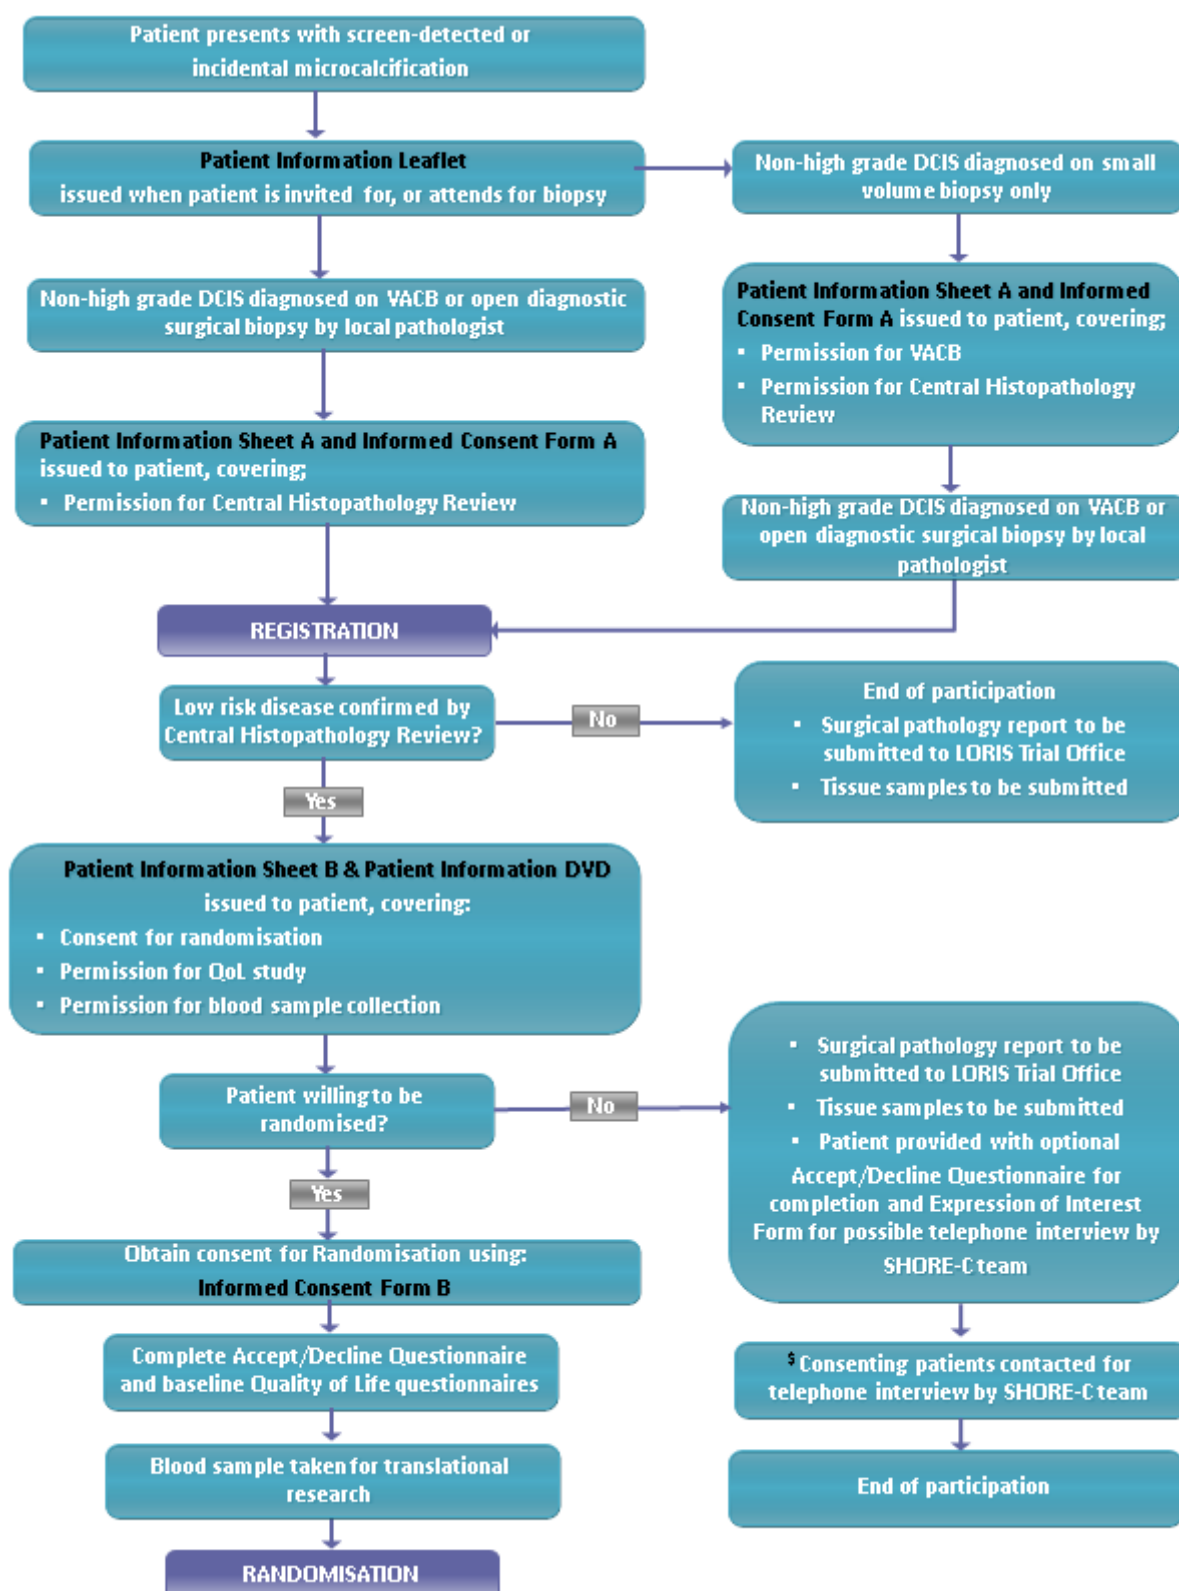 Patient presents with screen-detected or
incidental microcalcification
Patient Information Leaflet
issued when patient is invited for, or attends for biopsy
Non-high grade DCIS diagnosed on small
volume biopsy only
Non-high grade DCIS diagnosed on VACB or open diagnostic
surgical biopsy by local pathologist
Patient Information Sheet A and Informed
Consent Form A issued to patient, covering;
▪ Permission for VACB
▪ Permission for Central Histopathology
Review
Patient Information Sheet A and Informed Consent Form A
issued to patient, covering;
▪ Permission for Central Histopathology Review
Non-high grade DCIS diagnosed on VACB or
open diagnostic surgical biopsy by local
pathologist
REGISTRATION
Low risk disease confirmed by
Central Histopathology Review?
No
End of participation
▪ Surgical pathology report to be
submitted to LORIS Trial Office
▪ Tissue samples to be submitted
Yes
Patient Information Sheet B & Patient Information DVD
issued to patient, covering:
▪ Consent for randomisation
▪ Permission for QoL study
▪ Permission for blood sample collection
Patient willing to be
randomised?
No
▪ Surgical pathology report to be
submitted to LORIS Trial Office
▪ Tissue samples to be submitted
▪ Patient provided with optional
Accept/Decline Questionnaire for
completion and Expression of Interest
Form for possible telephone interview by
SHORE-C team
Yes
Obtain consent for Randomisation using:
Informed Consent Form B
Complete Accept/Decline Questionnaire
and baseline Quality of Life questionnaires
$ Consenting patients contacted for
telephone interview by SHORE-C team
Blood sample taken for translational
research
End of participation
RANDOMISATION